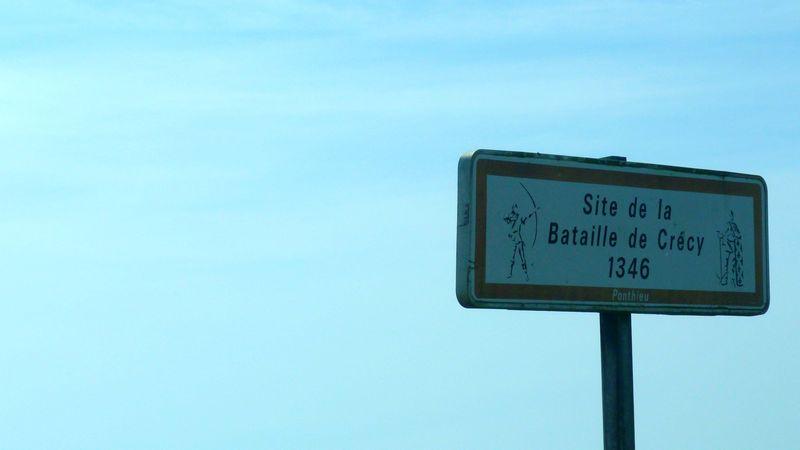 Site de la
Bataille de Crécy
1346
Ponthieu